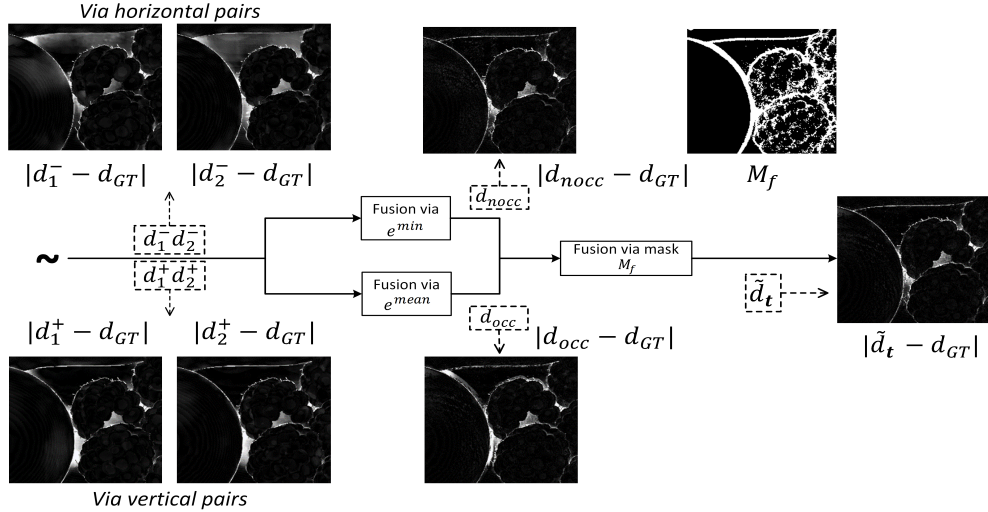 Via horizontal pairs
|d₁⁻ − d_GT|
|d₂⁻ − d_GT|
|d_nocc − d_GT|
M_f
d_nocc
d₁⁻ d₂⁻
Fusion via
e^min
~
Fusion via mask
M_f
d₁⁺ d₂⁺
Fusion via
e^mean
d̃_t
|d₁⁺ − d_GT|
|d₂⁺ − d_GT|
d_occ
|d_occ − d_GT|
|d̃_t − d_GT|
Via vertical pairs